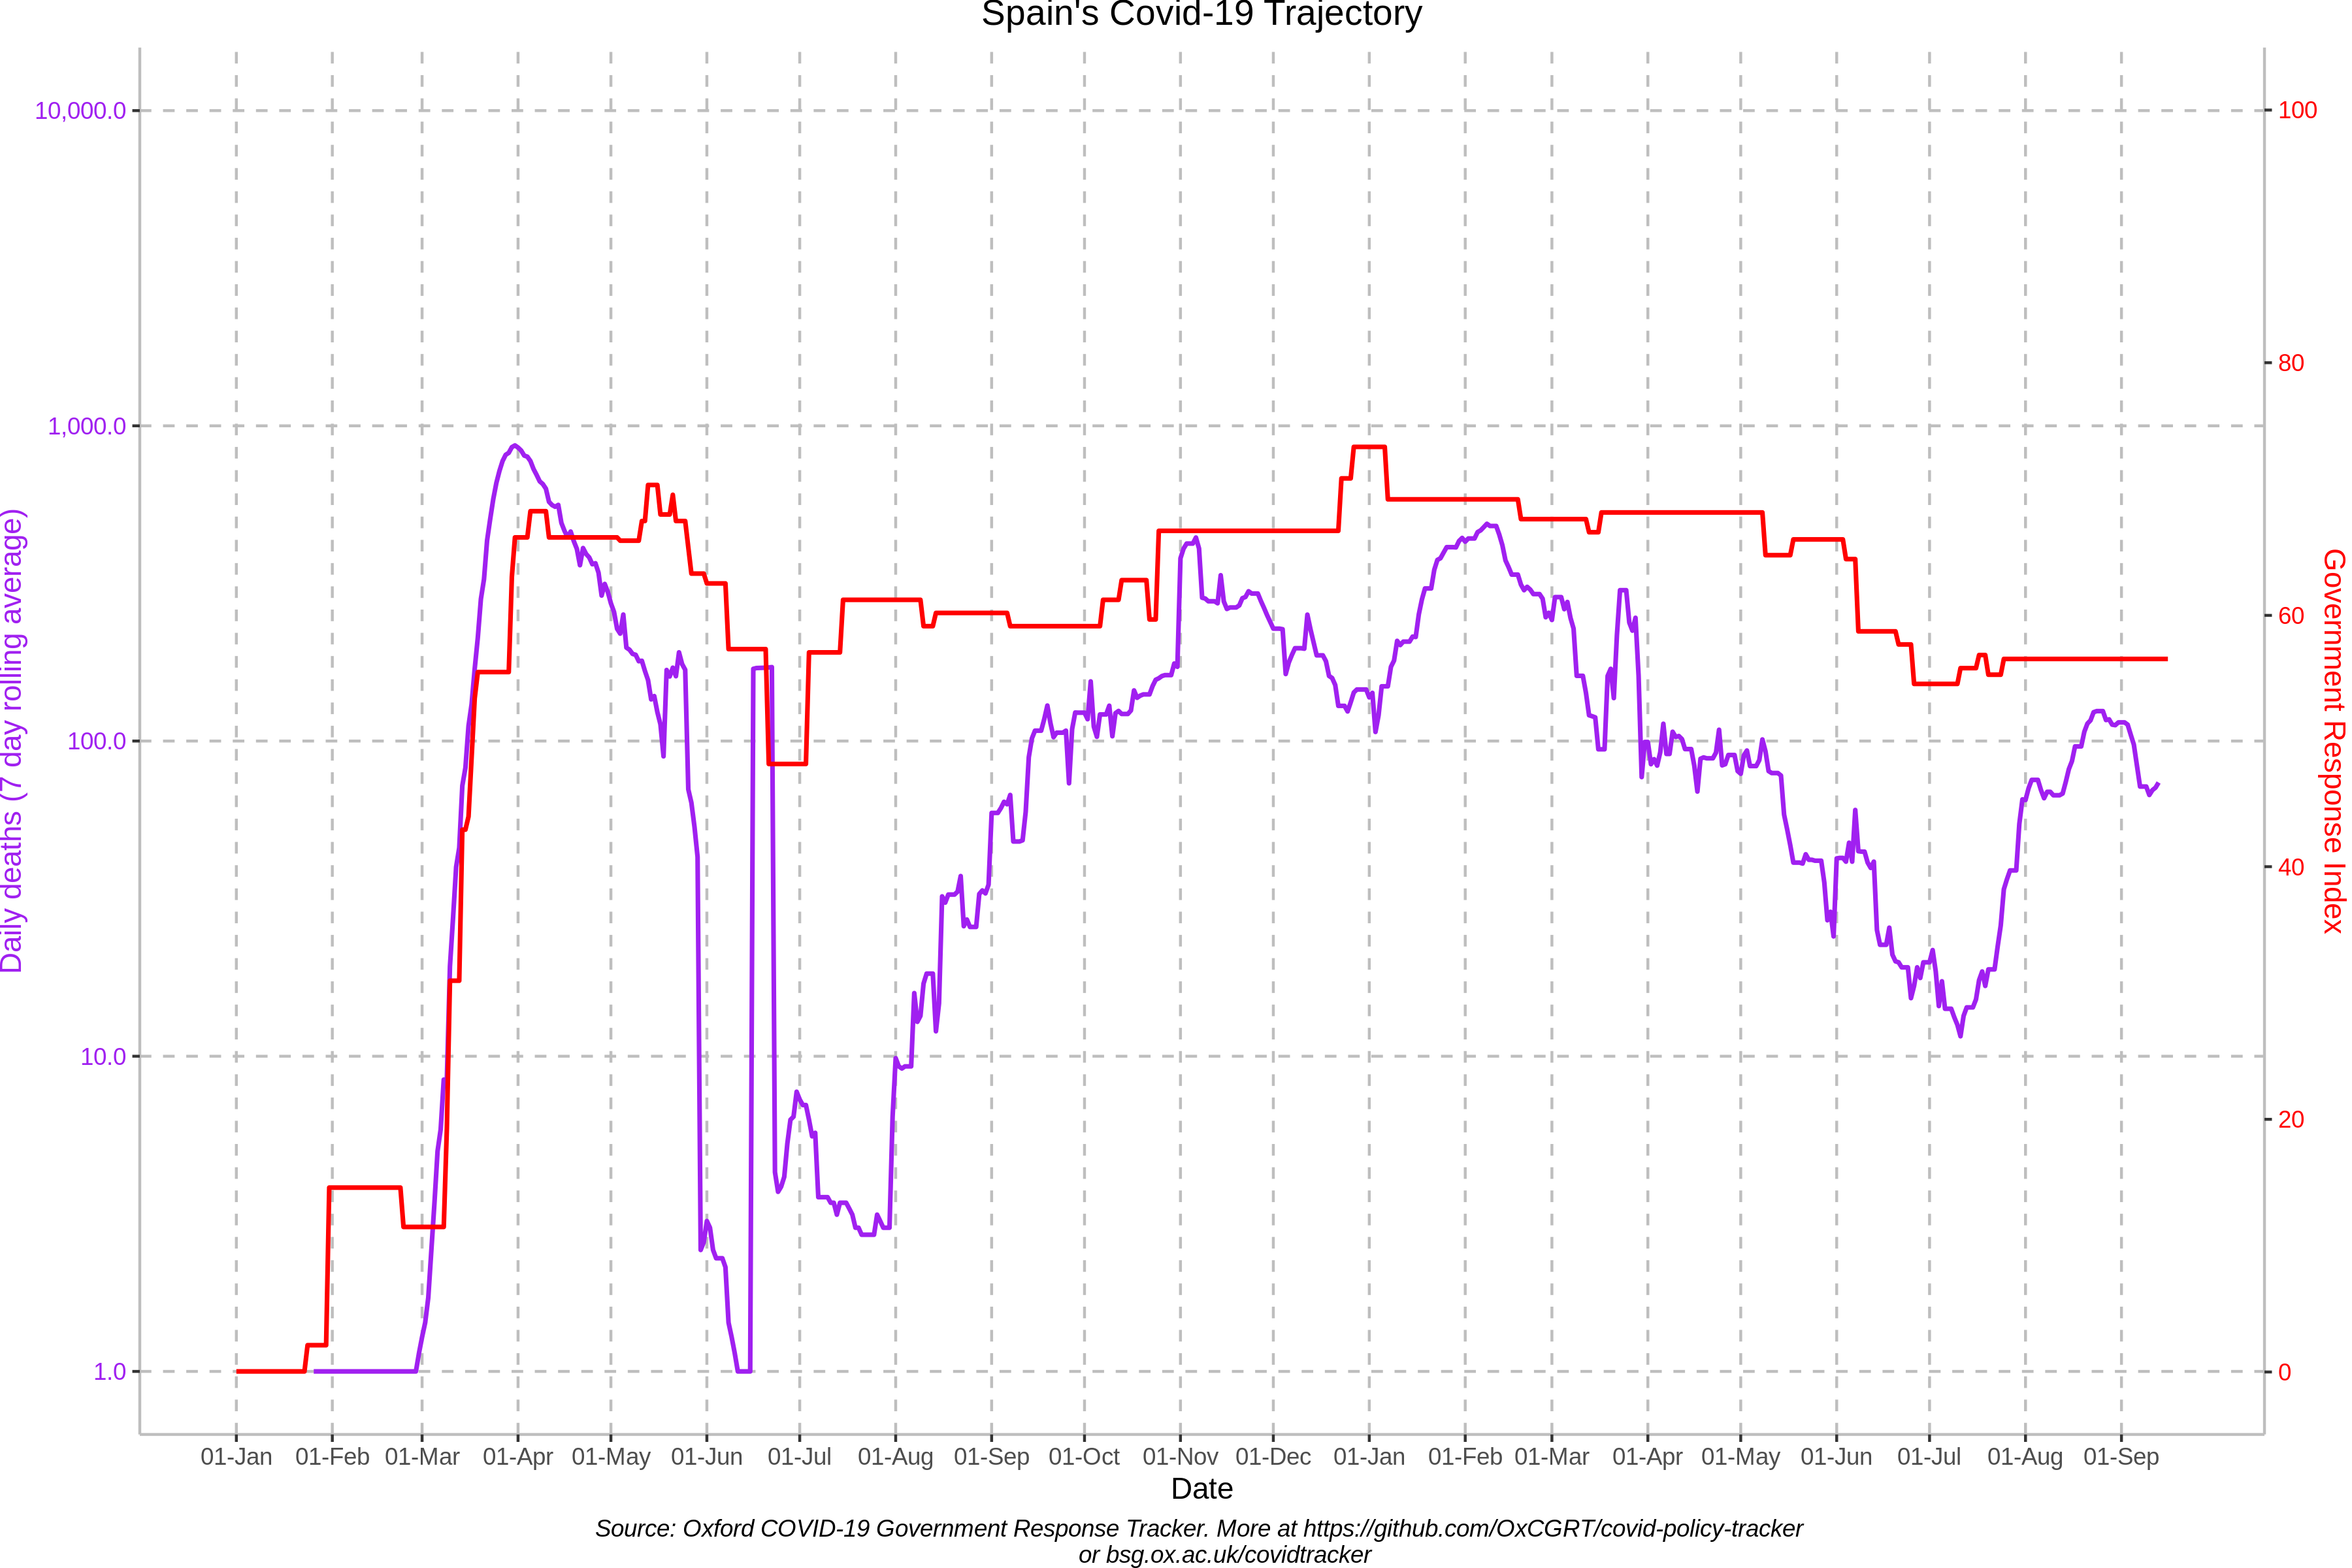 Spain's Covid-19 Trajectory
10,000.0
1,000.0
100.0
10.0
1.0
Daily deaths (7 day rolling average)
100
80
60
40
20
0
Government Response Index
01-Jan 01-Feb 01-Mar 01-Apr 01-May 01-Jun 01-Jul 01-Aug 01-Sep 01-Oct 01-Nov 01-Dec 01-Jan 01-Feb 01-Mar 01-Apr 01-May 01-Jun 01-Jul 01-Aug 01-Sep
Date
Source: Oxford COVID-19 Government Response Tracker. More at https://github.com/OxCGRT/covid-policy-tracker
or bsg.ox.ac.uk/covidtracker